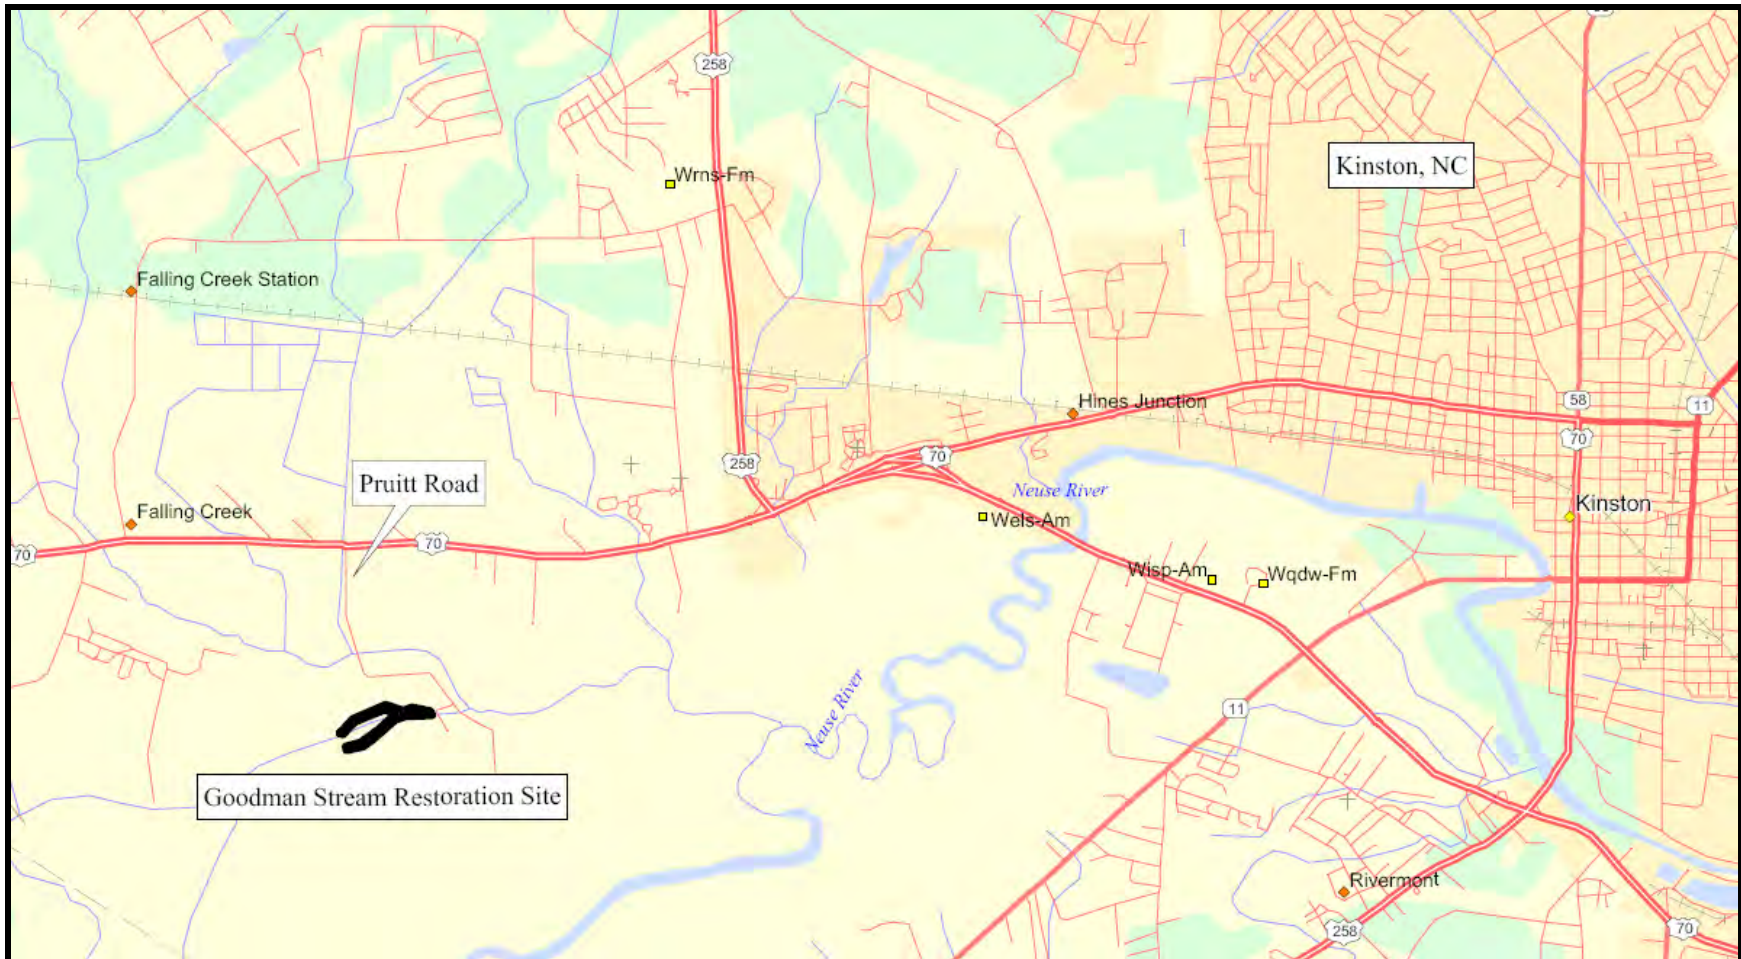 258
Kinston, NC
Wrns-Fm
Falling Creek Station
Hines Junction
58
11
70
258
70
Pruitt Road
Neuse River
Kinston
Falling Creek
Wels-Am
70
70
Wisp-Am
Wqdw-Fm
Neuse River
11
Goodman Stream Restoration Site
Rivermont
258
70